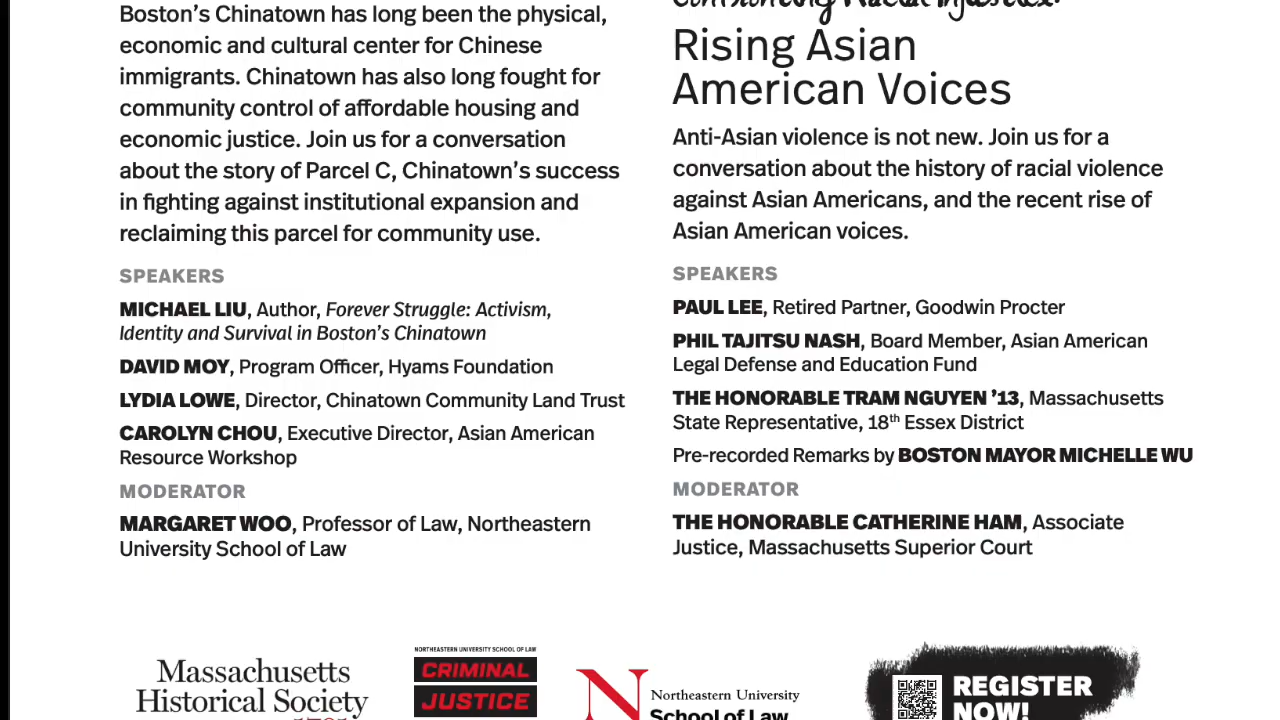 Boston’s Chinatown has long been the physical,
economic and cultural center for Chinese
immigrants. Chinatown has also long fought for
community control of affordable housing and
economic justice. Join us for a conversation
about the story of Parcel C, Chinatown’s success
in fighting against institutional expansion and
reclaiming this parcel for community use.
SPEAKERS
MICHAEL LIU, Author, Forever Struggle: Activism,
Identity and Survival in Boston’s Chinatown
DAVID MOY, Program Officer, Hyams Foundation
LYDIA LOWE, Director, Chinatown Community Land Trust
CAROLYN CHOU, Executive Director, Asian American
Resource Workshop
MODERATOR
MARGARET WOO, Professor of Law, Northeastern
University School of Law
Rising Asian
American Voices
Anti-Asian violence is not new. Join us for a
conversation about the history of racial violence
against Asian Americans, and the recent rise of
Asian American voices.
SPEAKERS
PAUL LEE, Retired Partner, Goodwin Procter
PHIL TAJITSU NASH, Board Member, Asian American
Legal Defense and Education Fund
THE HONORABLE TRAM NGUYEN ’13, Massachusetts
State Representative, 18th Essex District
Pre-recorded Remarks by BOSTON MAYOR MICHELLE WU
MODERATOR
THE HONORABLE CATHERINE HAM, Associate
Justice, Massachusetts Superior Court
Massachusetts
Historical Society
NORTHEASTERN UNIVERSITY SCHOOL OF LAW
CRIMINAL
JUSTICE
N
Northeastern University
School of Law
REGISTER
NOW!